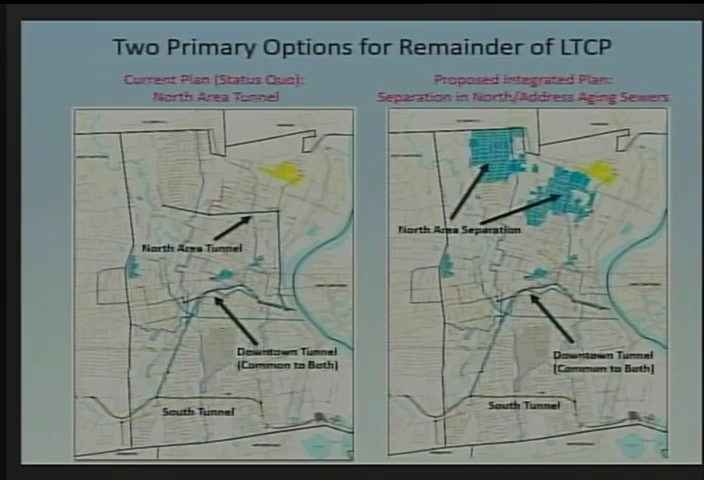 Two Primary Options for Remainder of LTCP
Current Plan (Status Quo):
North Area Tunnel
Proposed Integrated Plan:
Separation in North/Address Aging Sewers
North Area Tunnel
Downtown Tunnel
(Common to Both)
South Tunnel
North Area Separation
Downtown Tunnel
(Common to Both)
South Tunnel